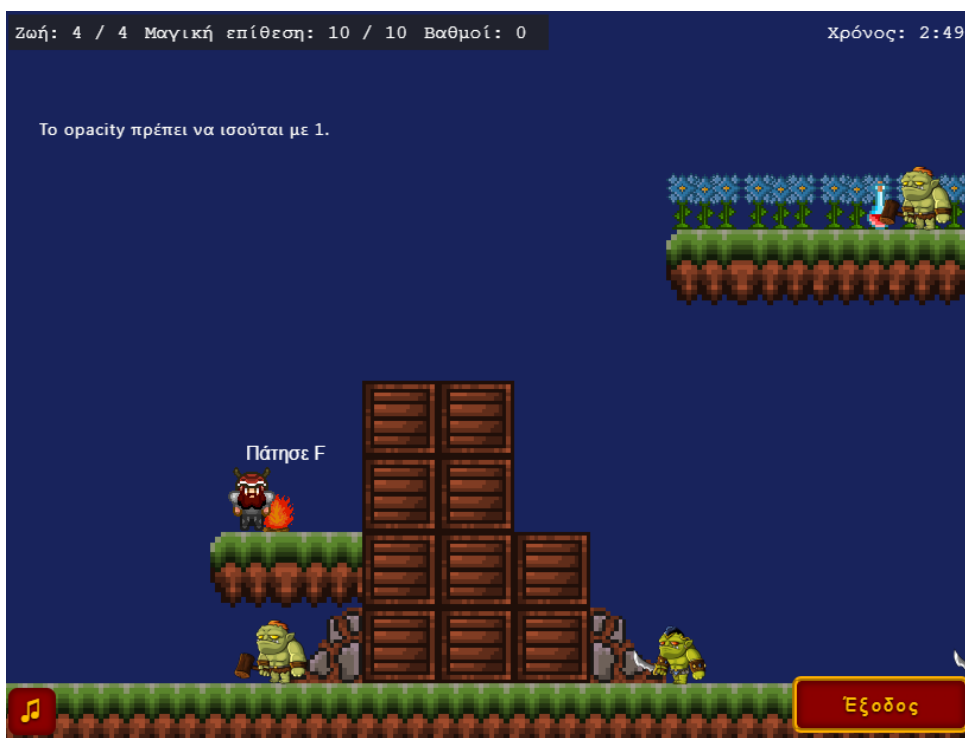 Ζωή: 4 / 4 Μαγική επίθεση: 10 / 10 Βαθμοί: 0
Χρόνος: 2:49
Το opacity πρέπει να ισούται με 1.
Πάτησε F
Έξοδος